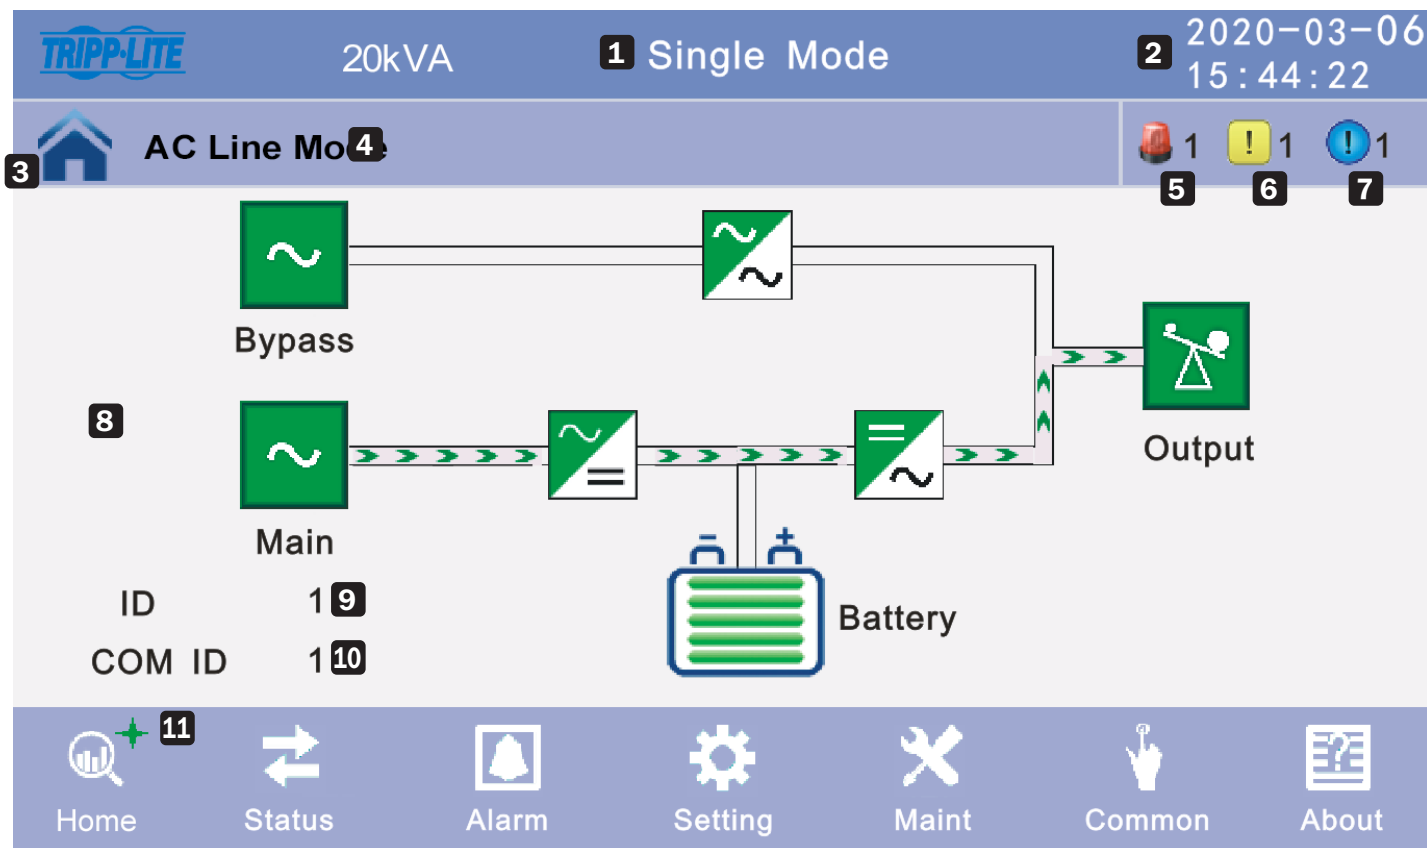 TRIPP·LITE
20kVA
1 Single Mode
2 2020-03-06
15:44:22
3
AC Line Mode
4
1 ! 1 ! 1
5 6 7
Bypass
8
Main
Output
- +
Battery
ID 1 9
COM ID 1 10
11
?
Home Status Alarm Setting Maint Common About